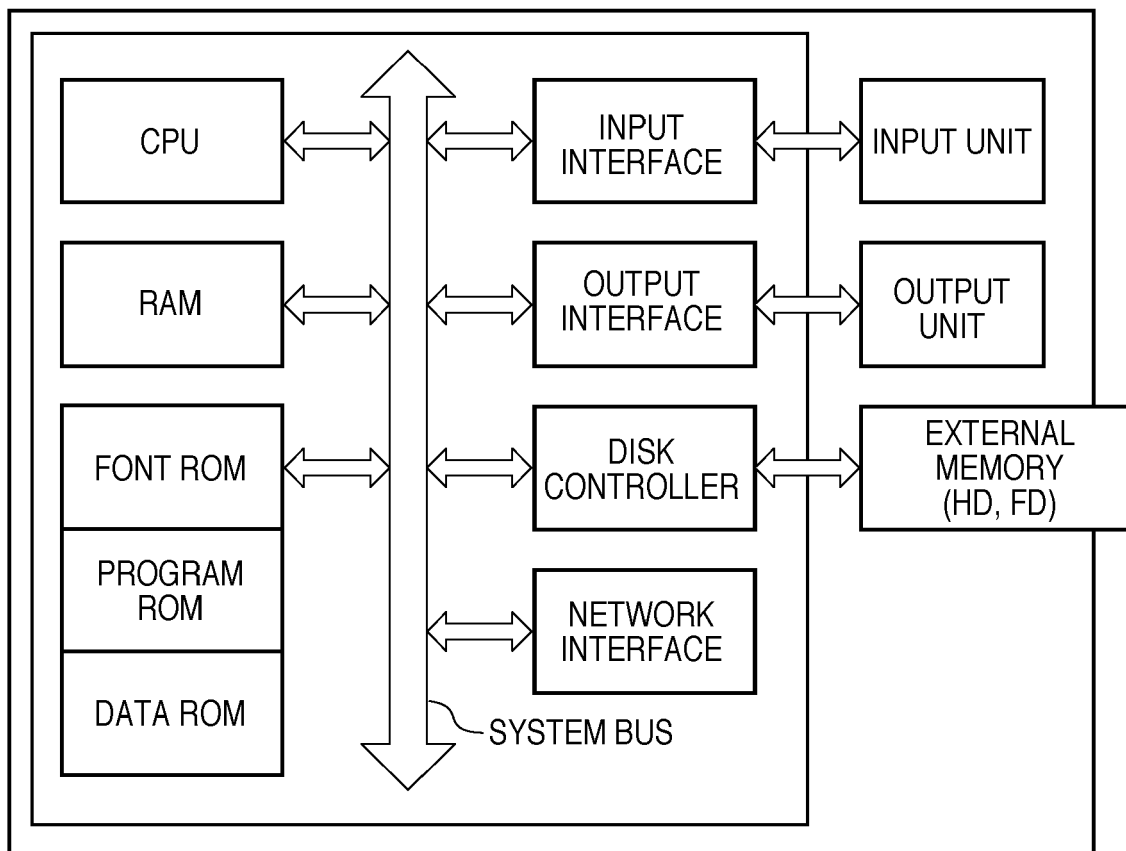 CPU
INPUT
INTERFACE
INPUT UNIT
RAM
OUTPUT
INTERFACE
OUTPUT
UNIT
FONT ROM
DISK
CONTROLLER
EXTERNAL
MEMORY
(HD, FD)
PROGRAM
ROM
NETWORK
INTERFACE
DATA ROM
SYSTEM BUS